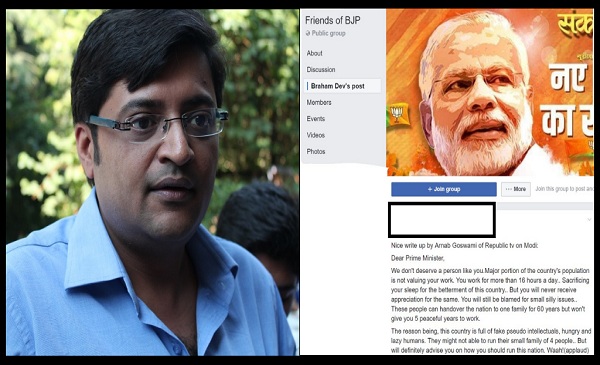 Friends of BJP
Public group
About
Discussion
Braham Dev's post
Members
Events
Videos
Photos
नए
का
+ Join group
··· More
Join this group to post and
Nice write up by Arnab Goswami of Republic tv on Modi:
Dear Prime Minister,
We don't deserve a person like you.Major portion of the country's population
is not valuing your work. You work for more than 16 hours a day.. Sacrificing
your sleep for the betterment of this country.. But you will never receive
appreciation for the same. You will still be blamed for small silly issues..
These people can handover the nation to one family for 60 years but won't
give you 5 peaceful years to work.
The reason being, this country is full of fake pseudo intellectuals, hungry and
lazy humans. They might not able to run their small family of 4 people.. But
will definitely advise you on how you should run this nation. Waah!(applaud)